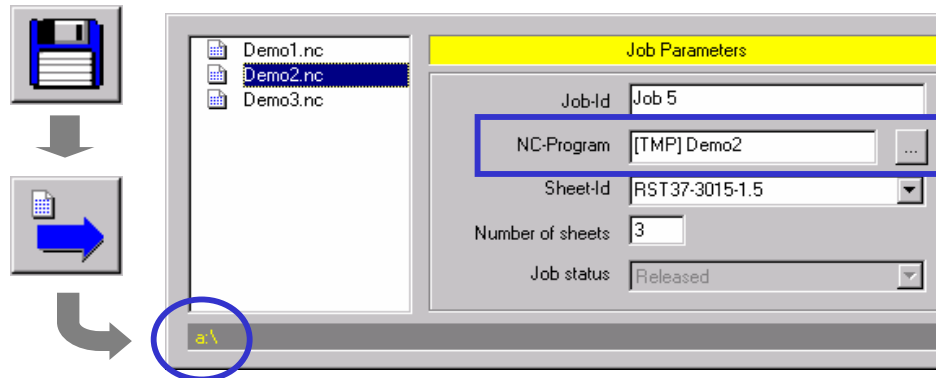 Demo1.nc
Demo2.nc
Demo3.nc
Job Parameters
Job-Id Job 5
NC-Program [TMP] Demo2 ...
Sheet-Id RST37-3015-1.5
Number of sheets 3
Job status Released
a:\